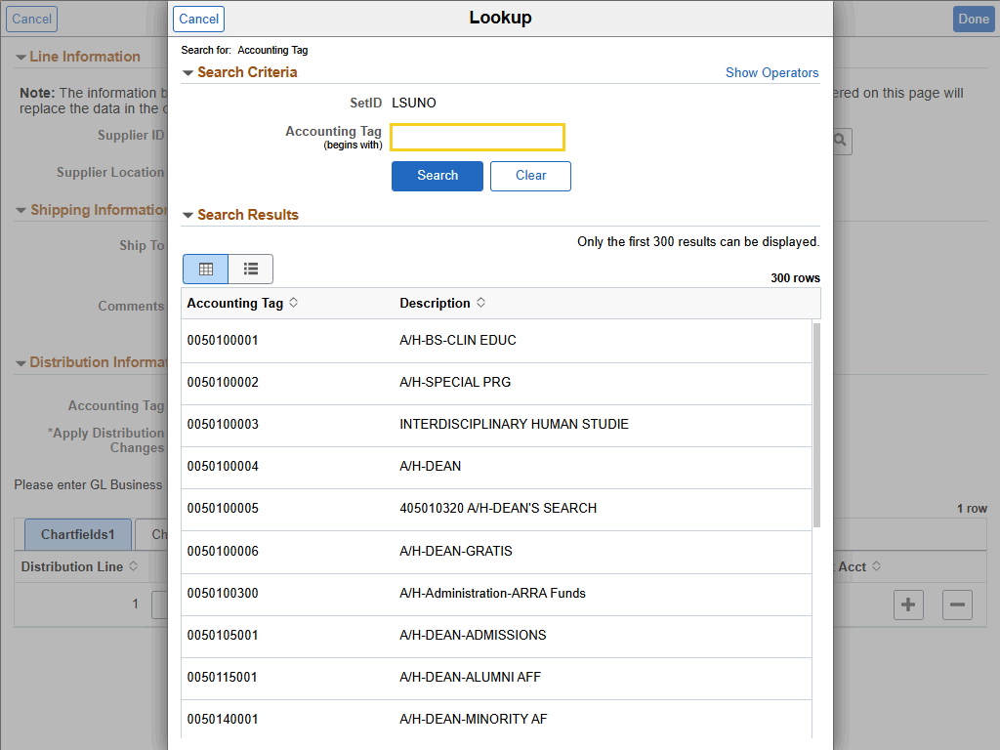 Cancel
Lookup
Done
Line Information
Search for: Accounting Tag
Search Criteria
Show Operators
Note: The information b
ered on this page will
replace the data in the c
SetID LSUNO
Supplier ID
Accounting Tag
(begins with)
Supplier Location
Search
Clear
Shipping Information
Search Results
Ship To
Only the first 300 results can be displayed.
300 rows
Comments
Accounting Tag
Description
0050100001 A/H-BS-CLIN EDUC
Distribution Informat
0050100002 A/H-SPECIAL PRG
Accounting Tag
0050100003 INTERDISCIPLINARY HUMAN STUDIE
*Apply Distribution
Changes
0050100004 A/H-DEAN
Please enter GL Business
0050100005 405010320 A/H-DEAN'S SEARCH
1 row
Chartfields1
Ch
0050100006 A/H-DEAN-GRATIS
Distribution Line
Acct
0050100300 A/H-Administration-ARRA Funds
1
0050105001 A/H-DEAN-ADMISSIONS
0050115001 A/H-DEAN-ALUMNI AFF
0050140001 A/H-DEAN-MINORITY AF
Cancel